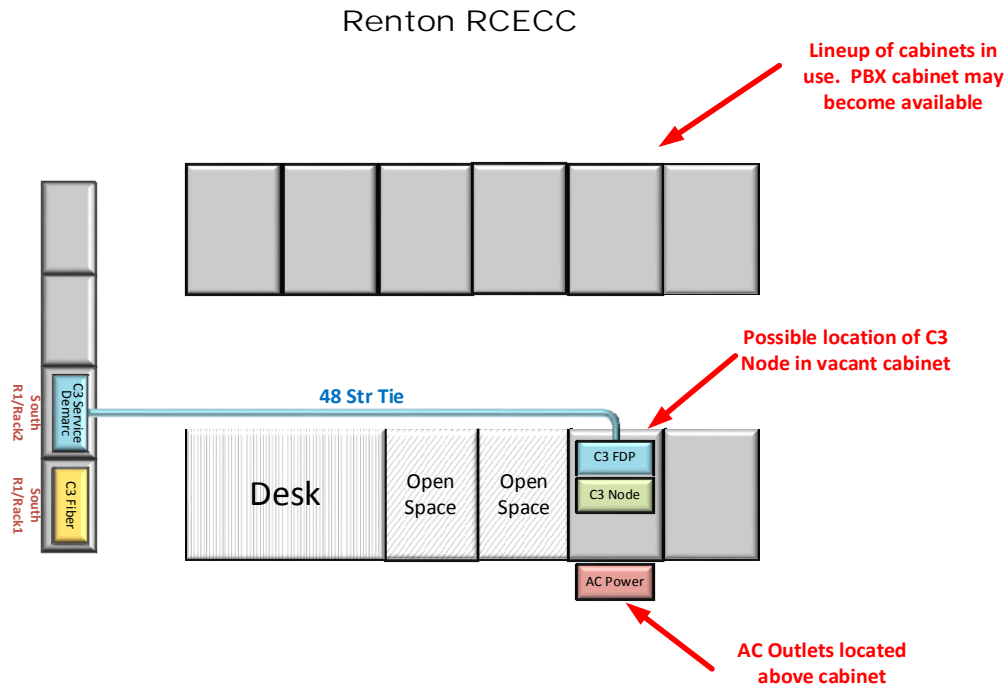 Renton RCECC
Lineup of cabinets in
use.  PBX cabinet may
become available
Possible location of C3
Node in vacant cabinet
C3 Service
Demarc
South
R1/Rack2
48 Str Tie
C3 Fiber
South
R1/Rack1
Desk
Open
Space
Open
Space
C3 FDP
C3 Node
AC Power
AC Outlets located
above cabinet